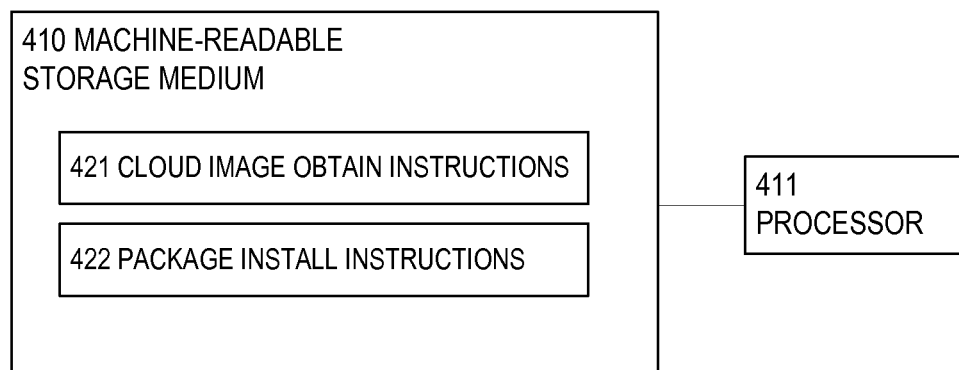 410 MACHINE-READABLE
STORAGE MEDIUM
421 CLOUD IMAGE OBTAIN INSTRUCTIONS
422 PACKAGE INSTALL INSTRUCTIONS
411
PROCESSOR